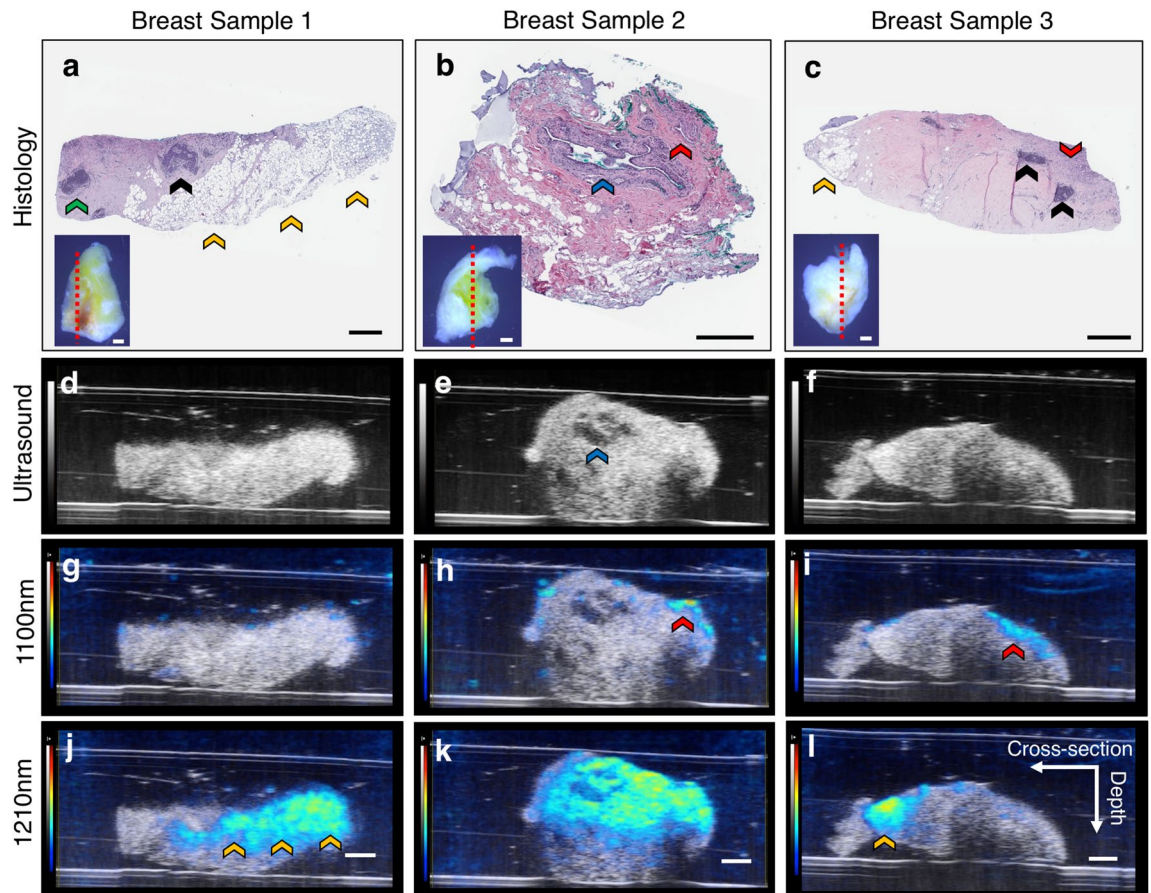 Breast Sample 1
Breast Sample 2
Breast Sample 3
Histology
a
b
c
Ultrasound
d
e
f
1100nm
g
h
i
1210nm
j
k
l
Cross-section
Depth